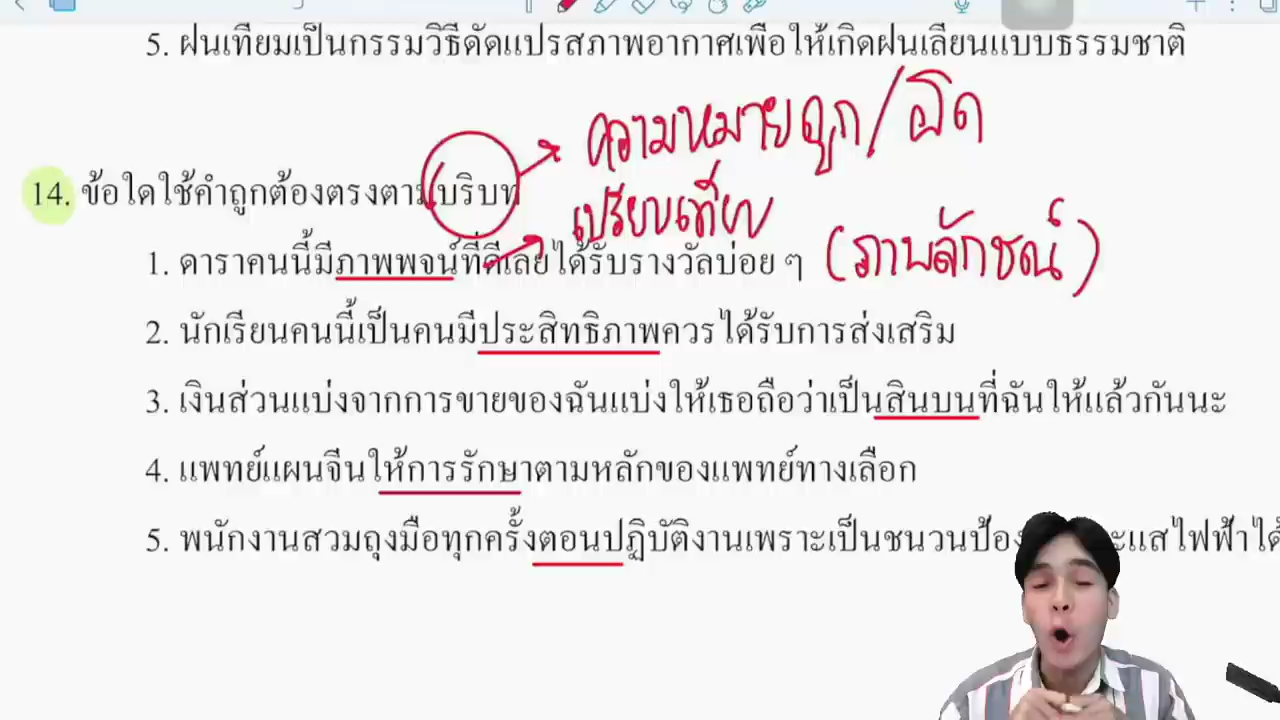 5. ฝนเทียมเป็นกรรมวิธีดัดแปรสภาพอากาศเพื่อให้เกิดฝนเลียนแบบธรรมชาติ
ความหมายถูก/ผิด
14. ข้อใดใช้คำถูกต้องตรงตามบริบท
เปรียบเทียบ
1. ดาราคนนี้มีภาพพจน์ที่ดีเลยได้รับรางวัลบ่อย ๆ (ภาพลักษณ์)
2. นักเรียนคนนี้เป็นคนมีประสิทธิภาพควรได้รับการส่งเสริม
3. เงินส่วนแบ่งจากการขายของฉันแบ่งให้เธอถือว่าเป็นสินบนที่ฉันให้แล้วกันนะ
4. แพทย์แผนจีนให้การรักษาตามหลักของแพทย์ทางเลือก
5. พนักงานสวมถุงมือทุกครั้งตอนปฏิบัติงานเพราะเป็นชนวนป้อง ะแสไฟฟ้าได้